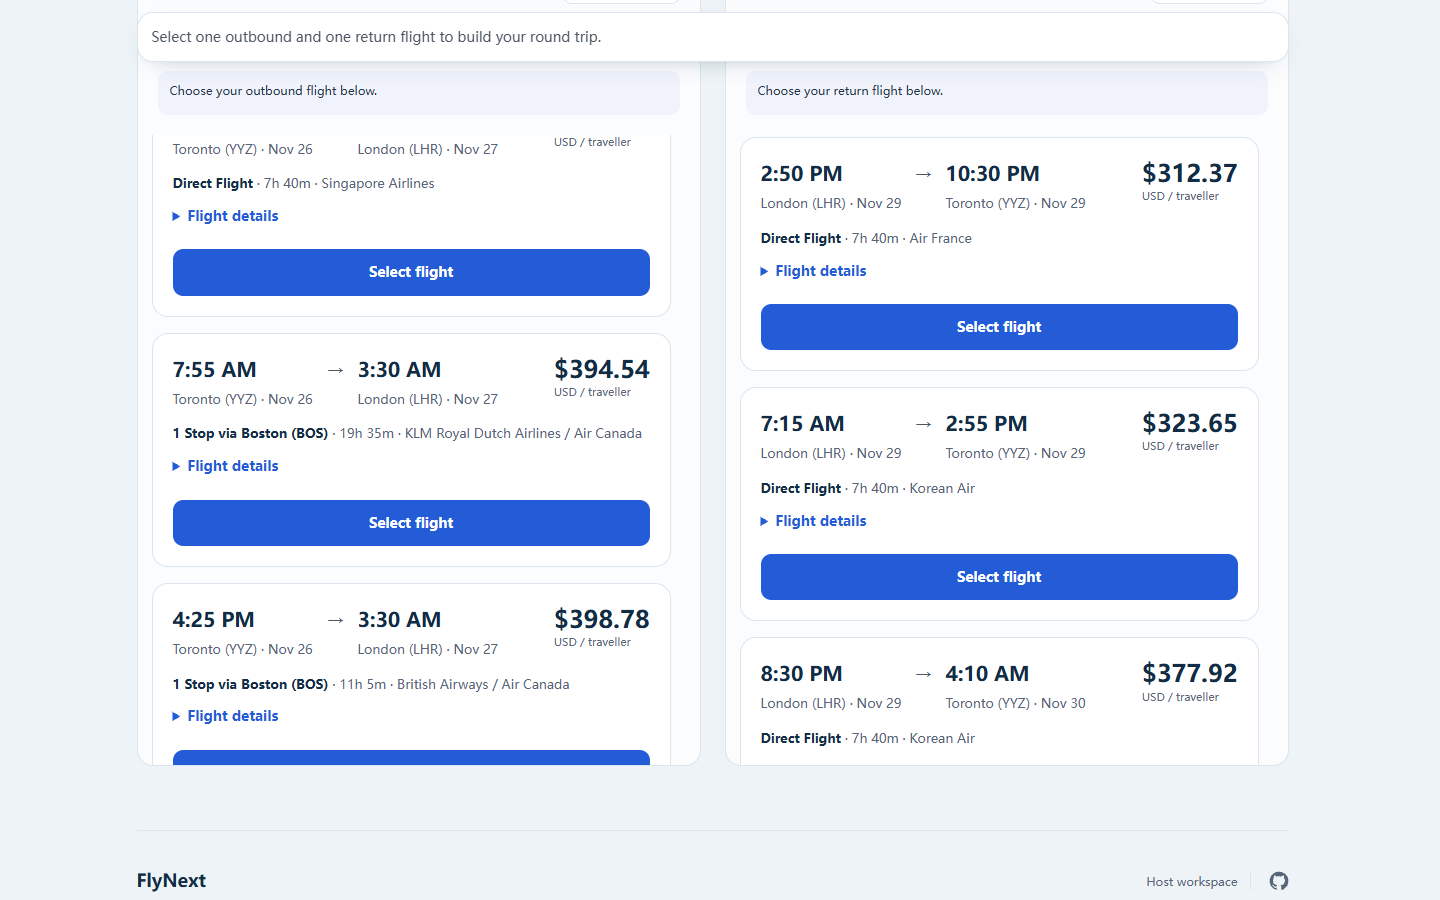 Select one outbound and one return flight to build your round trip.
Choose your outbound flight below.
USD / traveller
Toronto (YYZ) · Nov 26 London (LHR) · Nov 27
Direct Flight · 7h 40m · Singapore Airlines
▶ Flight details
Select flight
7:55 AM → 3:30 AM $394.54
Toronto (YYZ) · Nov 26 London (LHR) · Nov 27 USD / traveller
1 Stop via Boston (BOS) · 19h 35m · KLM Royal Dutch Airlines / Air Canada
▶ Flight details
Select flight
4:25 PM → 3:30 AM $398.78
Toronto (YYZ) · Nov 26 London (LHR) · Nov 27 USD / traveller
1 Stop via Boston (BOS) · 11h 5m · British Airways / Air Canada
▶ Flight details
Choose your return flight below.
2:50 PM → 10:30 PM $312.37
London (LHR) · Nov 29 Toronto (YYZ) · Nov 29 USD / traveller
Direct Flight · 7h 40m · Air France
▶ Flight details
Select flight
7:15 AM → 2:55 PM $323.65
London (LHR) · Nov 29 Toronto (YYZ) · Nov 29 USD / traveller
Direct Flight · 7h 40m · Korean Air
▶ Flight details
Select flight
8:30 PM → 4:10 AM $377.92
London (LHR) · Nov 29 Toronto (YYZ) · Nov 30 USD / traveller
Direct Flight · 7h 40m · Korean Air
FlyNext
Host workspace